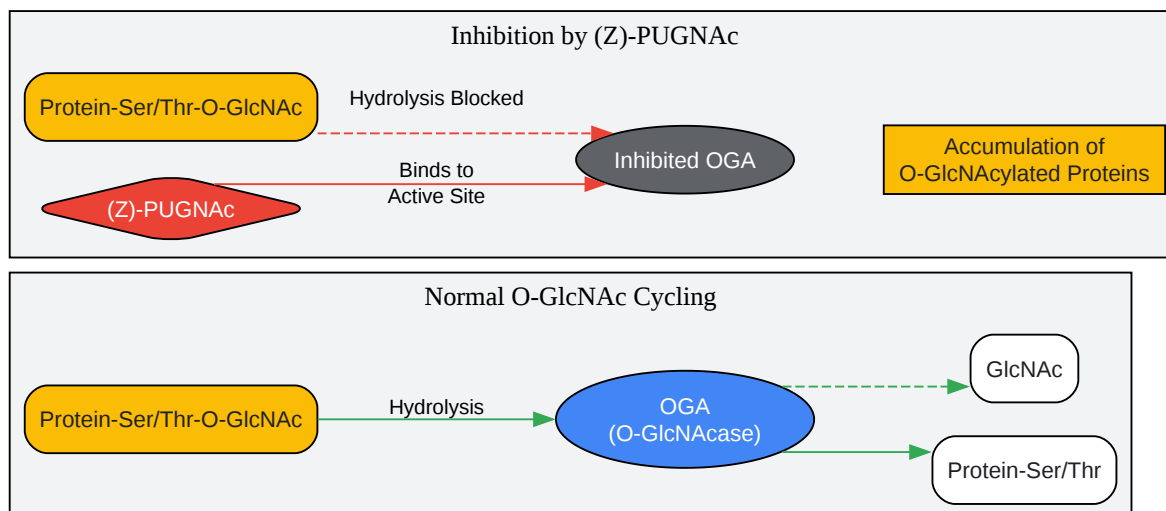 Inhibition by (Z)-PUGNAc
Protein-Ser/Thr-O-GlcNAc
Hydrolysis Blocked
Inhibited OGA
Accumulation of
O-GlcNAcylated Proteins
Binds to
Active Site
(Z)-PUGNAc
Normal O-GlcNAc Cycling
Protein-Ser/Thr-O-GlcNAc
Hydrolysis
OGA
(O-GlcNAcase)
GlcNAc
Protein-Ser/Thr